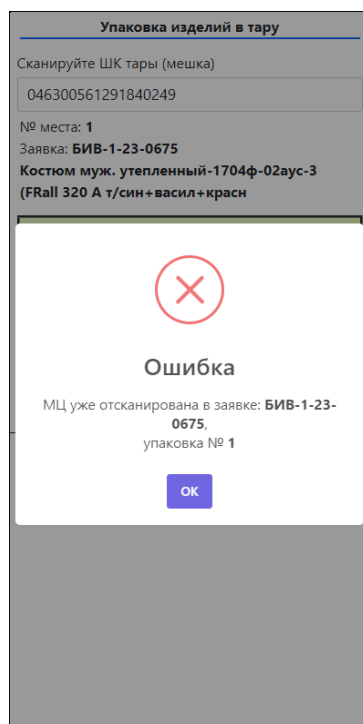 Упаковка изделий в тару
Сканируйте ШК тары (мешка)
046300561291840249
№ места: 1
Заявка: БИВ-1-23-0675
Костюм муж. утепленный-1704ф-02аус-3
(FRall 320 А т/син+васил+красн
Ошибка
МЦ уже отсканирована в заявке: БИВ-1-23-
0675,
упаковка № 1
ОК